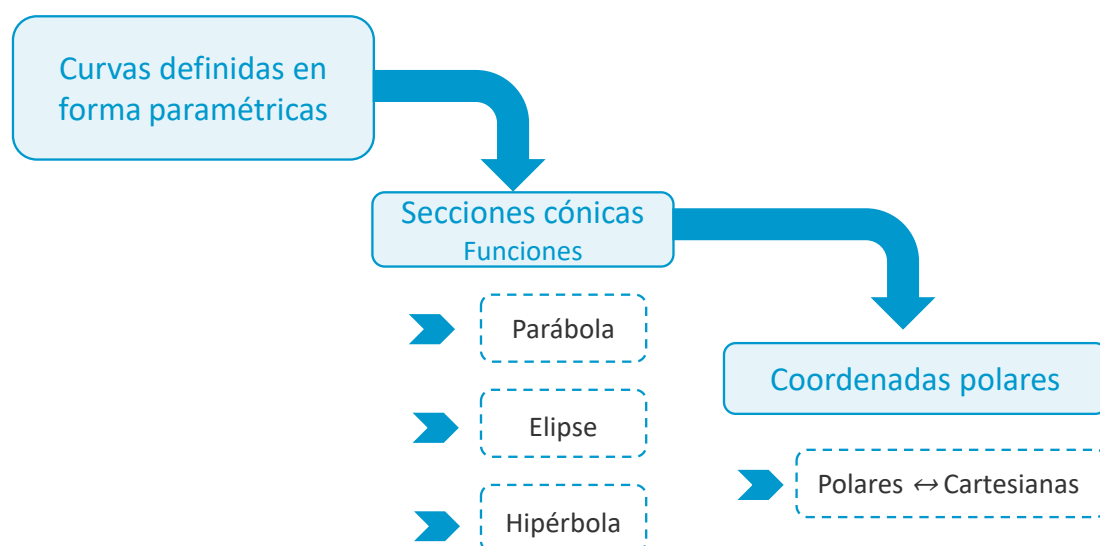 Curvas definidas en
forma paramétricas
Secciones cónicas
Funciones
Parábola
Elipse
Hipérbola
Coordenadas polares
Polares ↔ Cartesianas